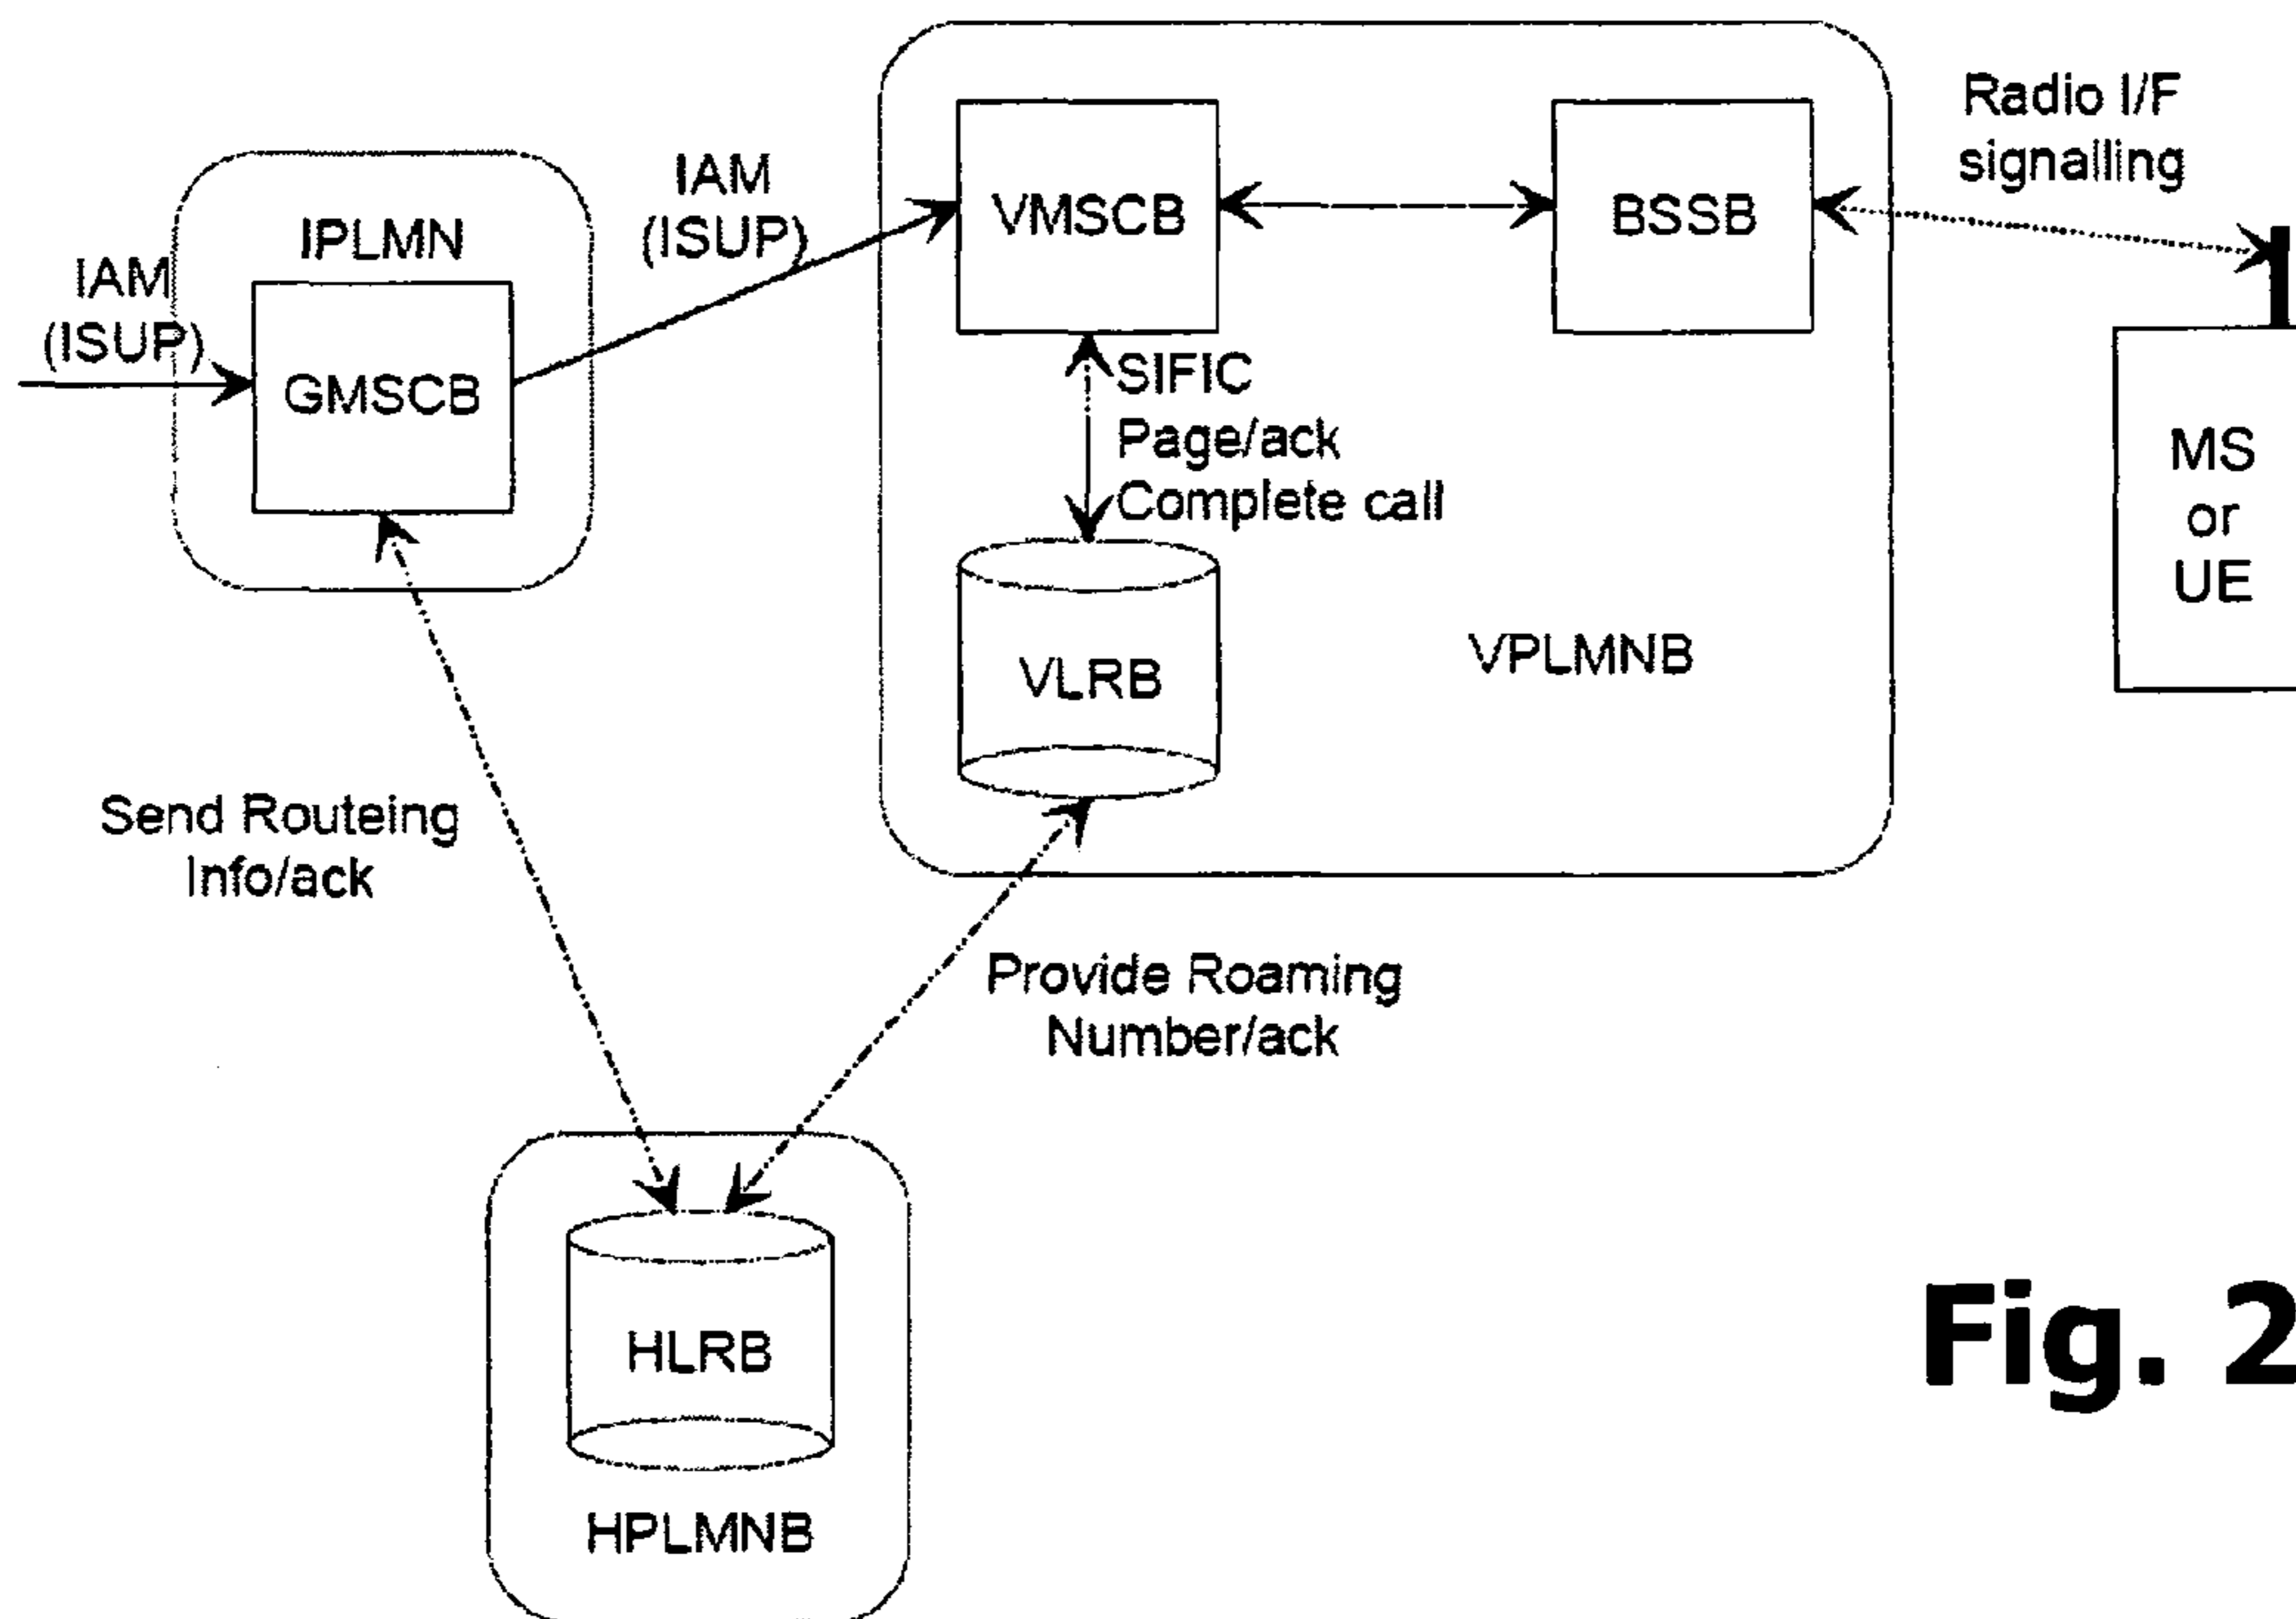 IAM
(ISUP)
IPLMN
GMSCB
IAM
(ISUP)
VMSCB
BSSB
Radio I/F
signalling
SIFIC
Page/ack
Complete call
VLRB
VPLMNB
MS
or
UE
Send Routeing
Info/ack
Provide Roaming
Number/ack
HLRB
HPLMNB
Fig. 2